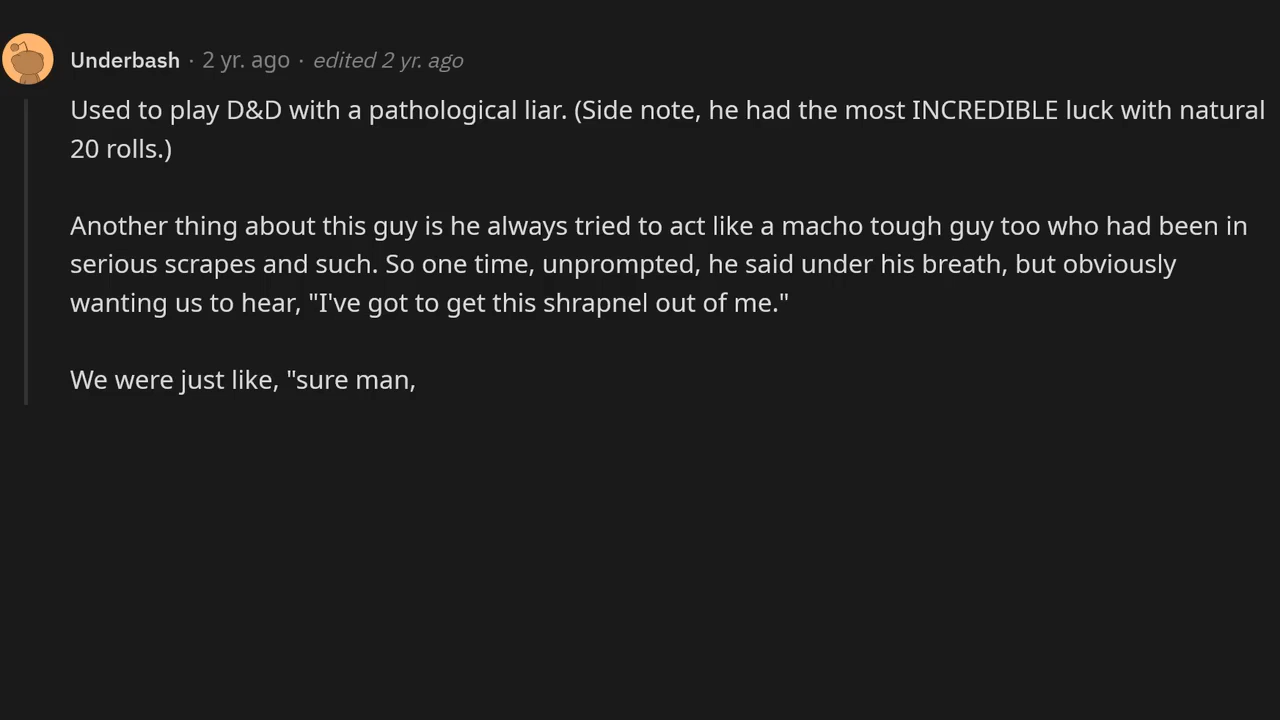 Underbash · 2 yr. ago · edited 2 yr. ago
Used to play D&D with a pathological liar. (Side note, he had the most INCREDIBLE luck with natural
20 rolls.)
Another thing about this guy is he always tried to act like a macho tough guy too who had been in
serious scrapes and such. So one time, unprompted, he said under his breath, but obviously
wanting us to hear, "I've got to get this shrapnel out of me."
We were just like, "sure man,